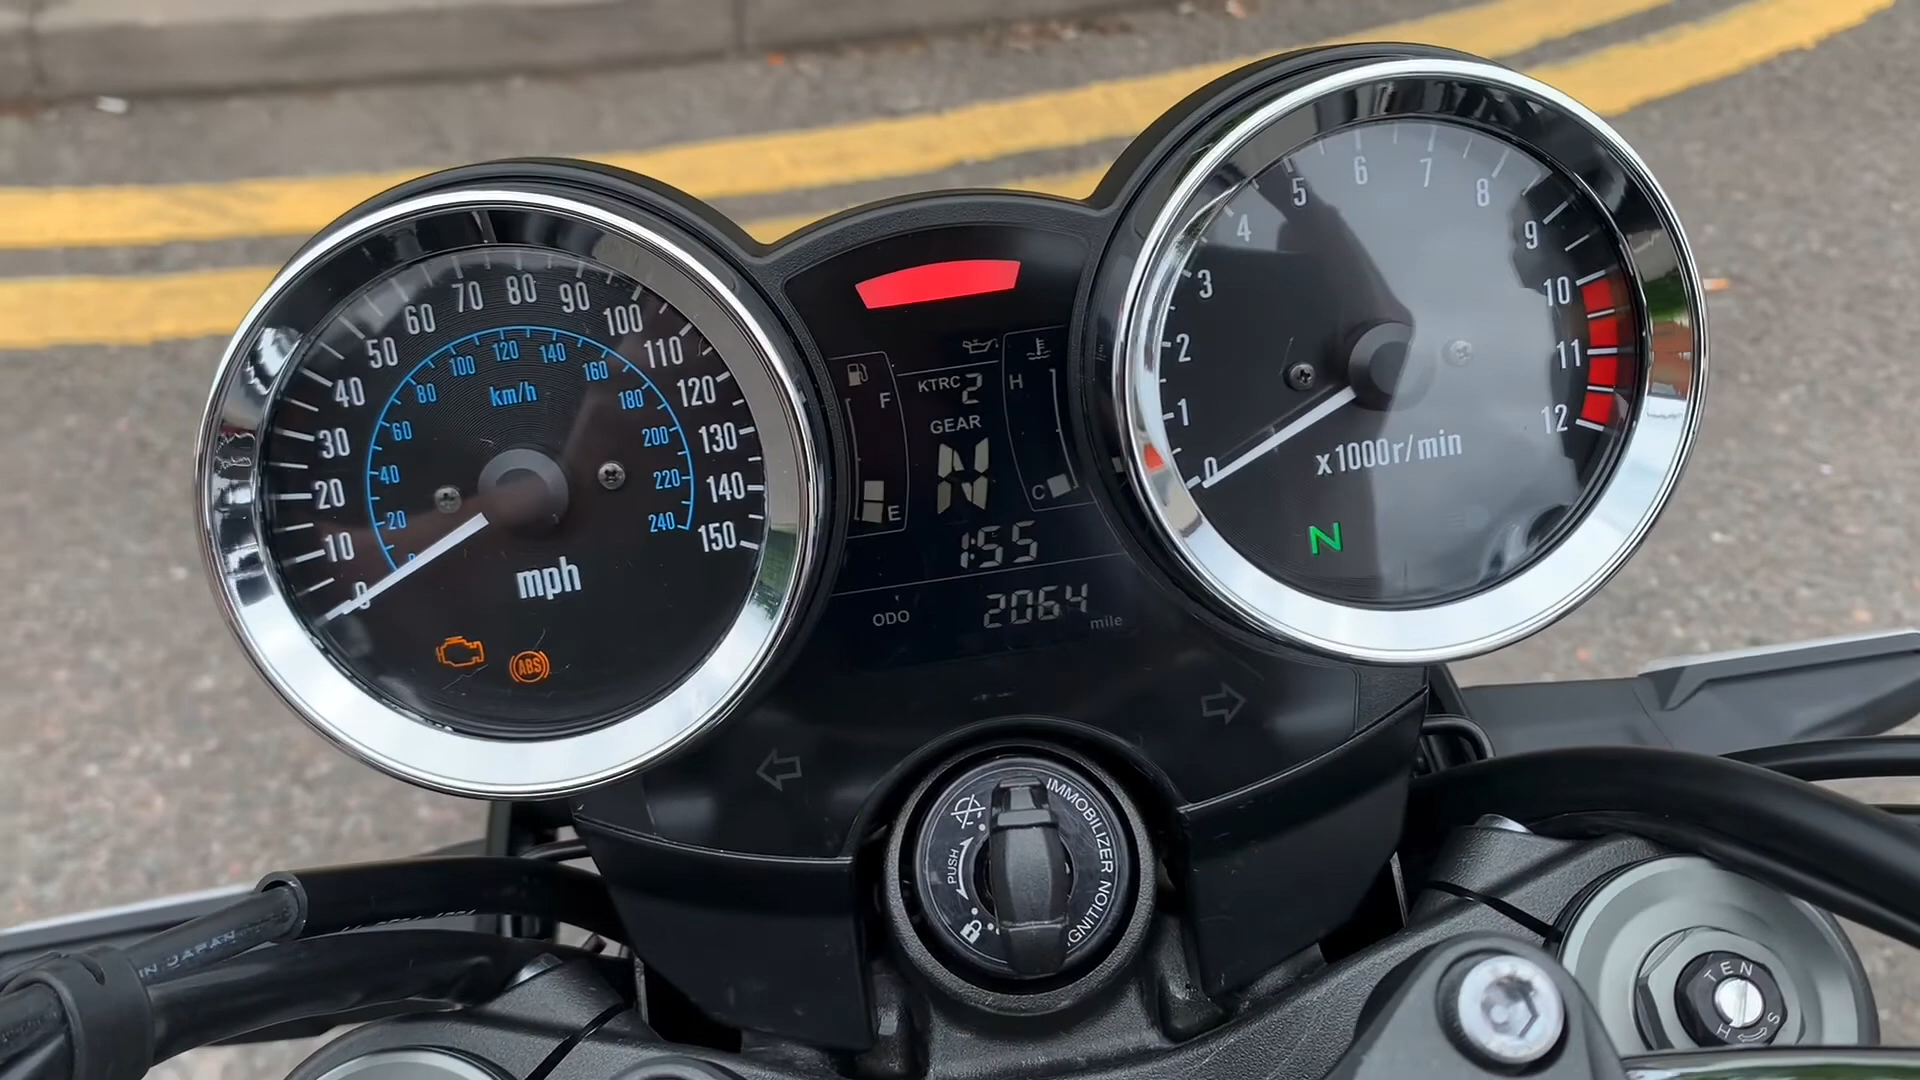 0
10
20
30
40
50
60
70
80
90
100
110
120
130
140
150
20
40
60
80
100
120
140
160
180
200
220
240
km/h
mph
ABS
F
E
KTRC 2
GEAR
N
H
C
1:55
ODO 2064 mile
0
1
2
3
4
5
6
7
8
9
10
11
12
x1000r/min
N
IMMOBILIZER IGNITION
PUSH
IN JAPAN
TEN
H S